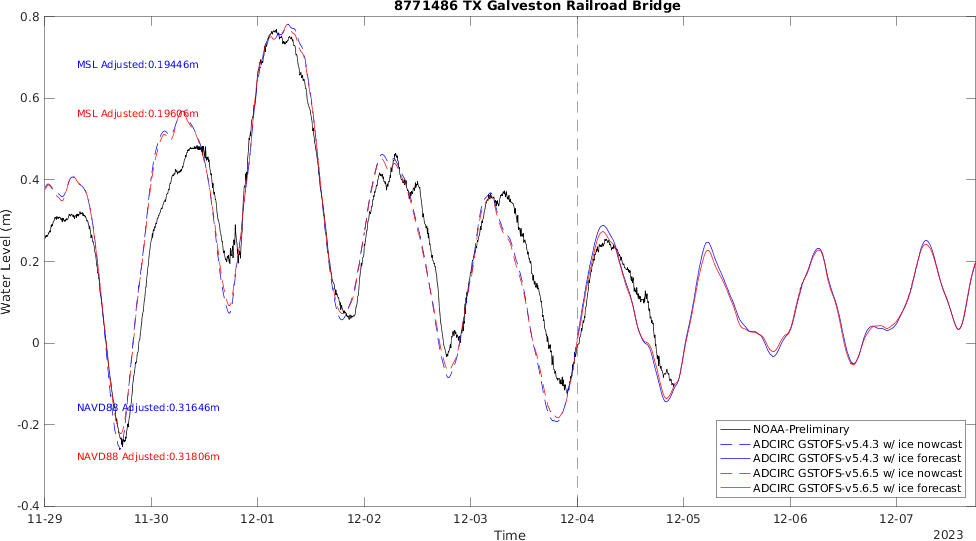 8771486 TX Galveston Railroad Bridge
Water Level (m)
0.8
0.6
0.4
0.2
0
-0.2
-0.4
MSL Adjusted:0.19446m
MSL Adjusted:0.19606m
NAVD88 Adjusted:0.31646m
NAVD88 Adjusted:0.31806m
NOAA-Preliminary
ADCIRC GSTOFS-v5.4.3 w/ ice nowcast
ADCIRC GSTOFS-v5.4.3 w/ ice forecast
ADCIRC GSTOFS-v5.6.5 w/ ice nowcast
ADCIRC GSTOFS-v5.6.5 w/ ice forecast
11-29 11-30 12-01 12-02 12-03 12-04 12-05 12-06 12-07
Time
2023